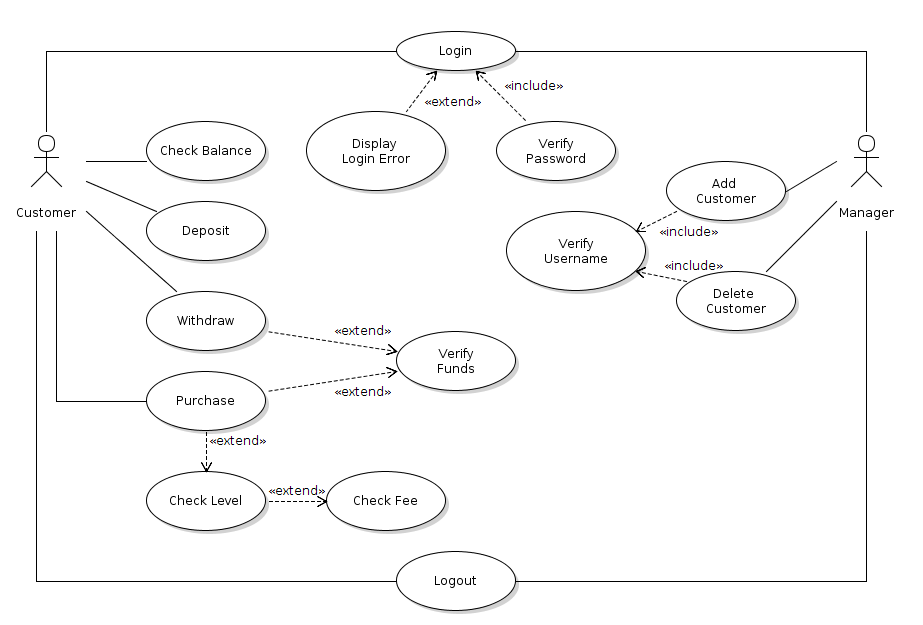 Login
«include»
«extend»
Display
Login Error
Verify
Password
Check Balance
Customer
Manager
Add
Customer
Deposit
«include»
Verify
Username
«include»
Delete
Customer
Withdraw
«extend»
Verify
Funds
«extend»
Purchase
«extend»
Check Level
«extend»
Check Fee
Logout